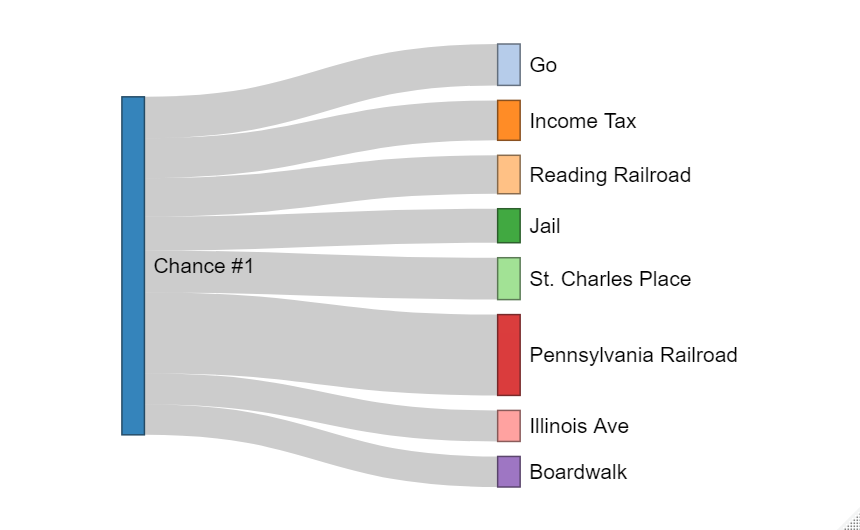 Go
Income Tax
Reading Railroad
Jail
Chance #1
St. Charles Place
Pennsylvania Railroad
Illinois Ave
Boardwalk